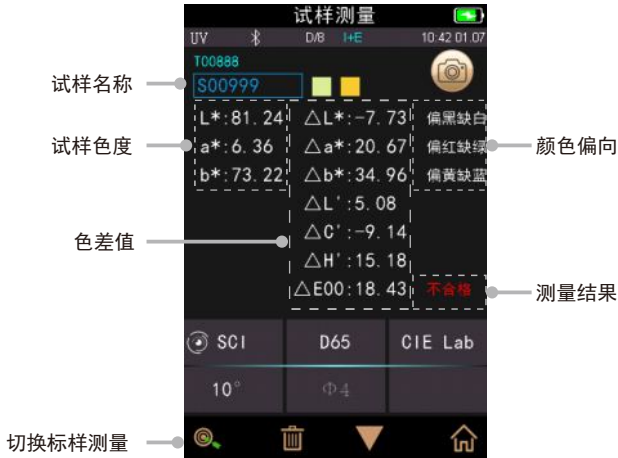 试样测量
UV D/8 I+E 10:42 01.07
T00888
试样名称 S00999
L*:81.24 △L*:-7.73 偏黑缺白
试样色度 a*:6.36 △a*:20.67 偏红缺绿 颜色偏向
b*:73.22 △b*:34.96 偏黄缺蓝
△L':5.08
色差值 △C':-9.14
△H':15.18
△E00:18.43 不合格 测量结果
SCI D65 CIE Lab
10° Φ4
切换标样测量